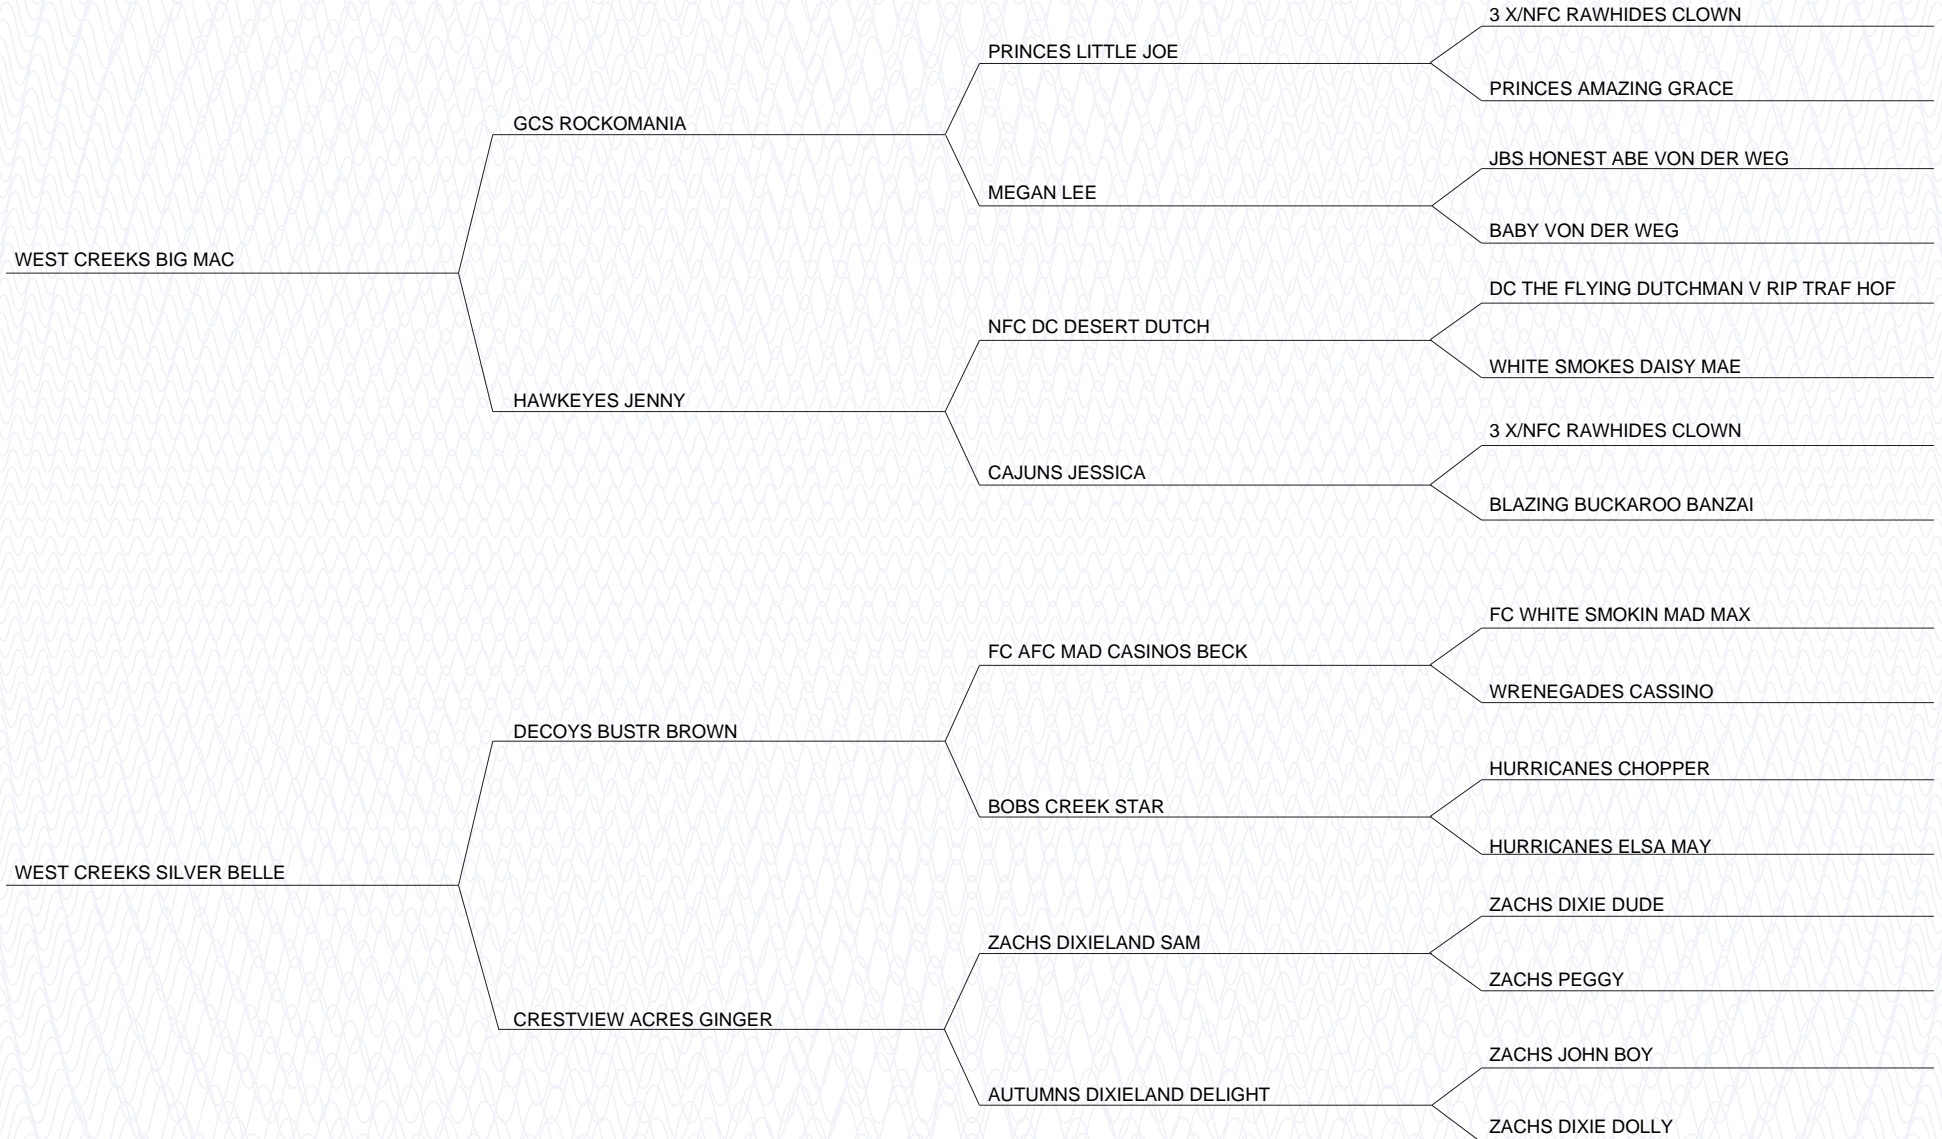 3 X/NFC RAWHIDES CLOWN
PRINCES LITTLE JOE
PRINCES AMAZING GRACE
GCS ROCKOMANIA
JBS HONEST ABE VON DER WEG
MEGAN LEE
BABY VON DER WEG
WEST CREEKS BIG MAC
DC THE FLYING DUTCHMAN V RIP TRAF HOF
NFC DC DESERT DUTCH
WHITE SMOKES DAISY MAE
HAWKEYES JENNY
3 X/NFC RAWHIDES CLOWN
CAJUNS JESSICA
BLAZING BUCKAROO BANZAI
FC WHITE SMOKIN MAD MAX
FC AFC MAD CASINOS BECK
WRENEGADES CASSINO
DECOYS BUSTR BROWN
HURRICANES CHOPPER
BOBS CREEK STAR
HURRICANES ELSA MAY
WEST CREEKS SILVER BELLE
ZACHS DIXIE DUDE
ZACHS DIXIELAND SAM
ZACHS PEGGY
CRESTVIEW ACRES GINGER
ZACHS JOHN BOY
AUTUMNS DIXIELAND DELIGHT
ZACHS DIXIE DOLLY